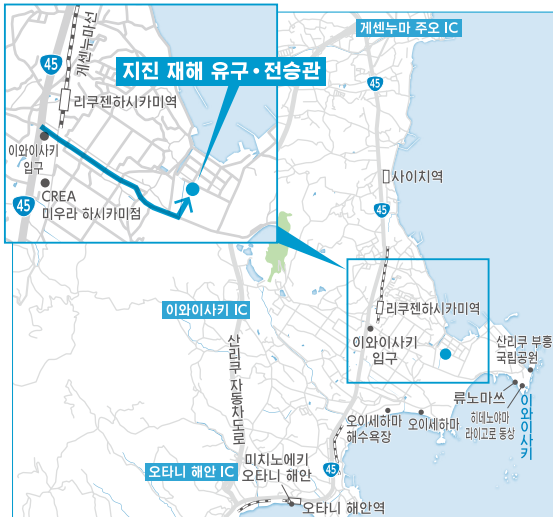 45
게센누마선
지진 재해 유구·전승관
리쿠젠하시카미역
이와이사키
입구
CREA
미우라 하시카미점
45
게센누마 주오 IC
45
사이치역
45
리쿠젠하시카미역
이와이사키
입구
이와이사키 IC
산리쿠 자동차도로
산리쿠 부흥
국립공원
류노마쓰
히데노야마
라이고로 동상
이와이사키
오이세하마
해수욕장
오이세하마
미치노에키
오타니 해안
오타니 해안 IC
45
오타니 해안역